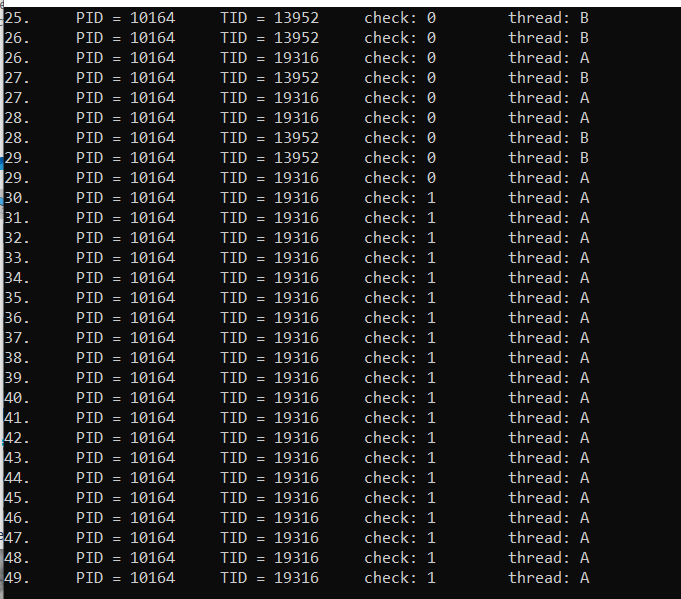 25. PID = 10164 TID = 13952 check: 0 thread: B
26. PID = 10164 TID = 13952 check: 0 thread: B
26. PID = 10164 TID = 19316 check: 0 thread: A
27. PID = 10164 TID = 13952 check: 0 thread: B
27. PID = 10164 TID = 19316 check: 0 thread: A
28. PID = 10164 TID = 19316 check: 0 thread: A
28. PID = 10164 TID = 13952 check: 0 thread: B
29. PID = 10164 TID = 13952 check: 0 thread: B
29. PID = 10164 TID = 19316 check: 0 thread: A
30. PID = 10164 TID = 19316 check: 1 thread: A
31. PID = 10164 TID = 19316 check: 1 thread: A
32. PID = 10164 TID = 19316 check: 1 thread: A
33. PID = 10164 TID = 19316 check: 1 thread: A
34. PID = 10164 TID = 19316 check: 1 thread: A
35. PID = 10164 TID = 19316 check: 1 thread: A
36. PID = 10164 TID = 19316 check: 1 thread: A
37. PID = 10164 TID = 19316 check: 1 thread: A
38. PID = 10164 TID = 19316 check: 1 thread: A
39. PID = 10164 TID = 19316 check: 1 thread: A
40. PID = 10164 TID = 19316 check: 1 thread: A
41. PID = 10164 TID = 19316 check: 1 thread: A
42. PID = 10164 TID = 19316 check: 1 thread: A
43. PID = 10164 TID = 19316 check: 1 thread: A
44. PID = 10164 TID = 19316 check: 1 thread: A
45. PID = 10164 TID = 19316 check: 1 thread: A
46. PID = 10164 TID = 19316 check: 1 thread: A
47. PID = 10164 TID = 19316 check: 1 thread: A
48. PID = 10164 TID = 19316 check: 1 thread: A
49. PID = 10164 TID = 19316 check: 1 thread: A